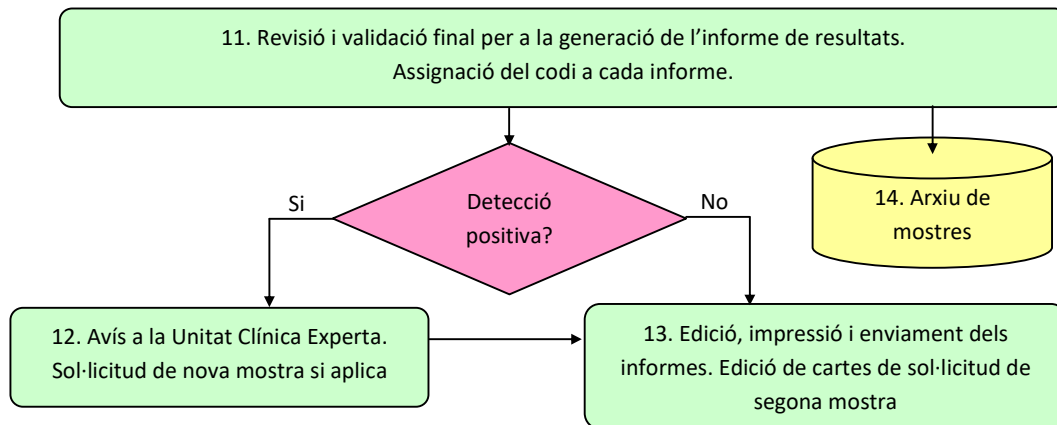 11. Revisió i validació final per a la generació de l’informe de resultats.
Assignació del codi a cada informe.
Si
Detecció
positiva?
No
14. Arxiu de
mostres
12. Avís a la Unitat Clínica Experta.
Sol·licitud de nova mostra si aplica
13. Edició, impressió i enviament dels
informes. Edició de cartes de sol·licitud de
segona mostra